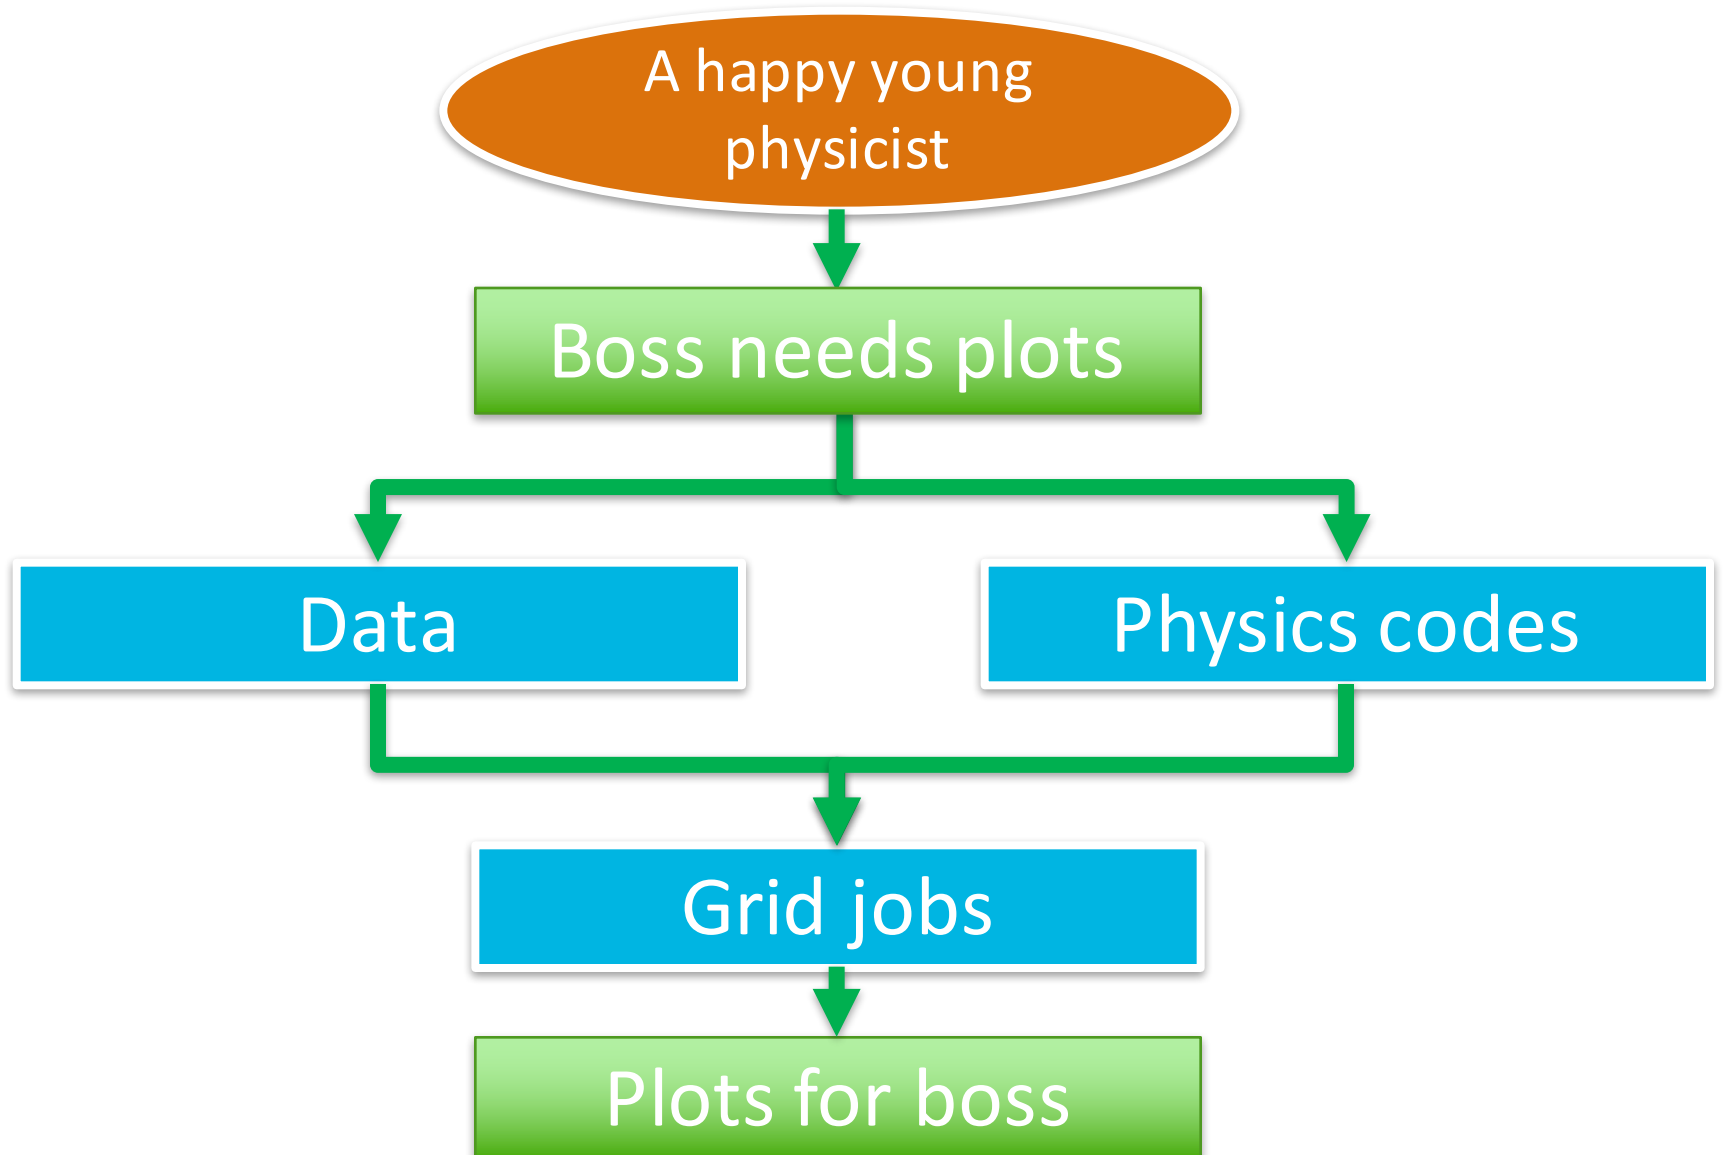 A happy young
physicist
Boss needs plots
Data
Physics codes
Grid jobs
Plots for boss